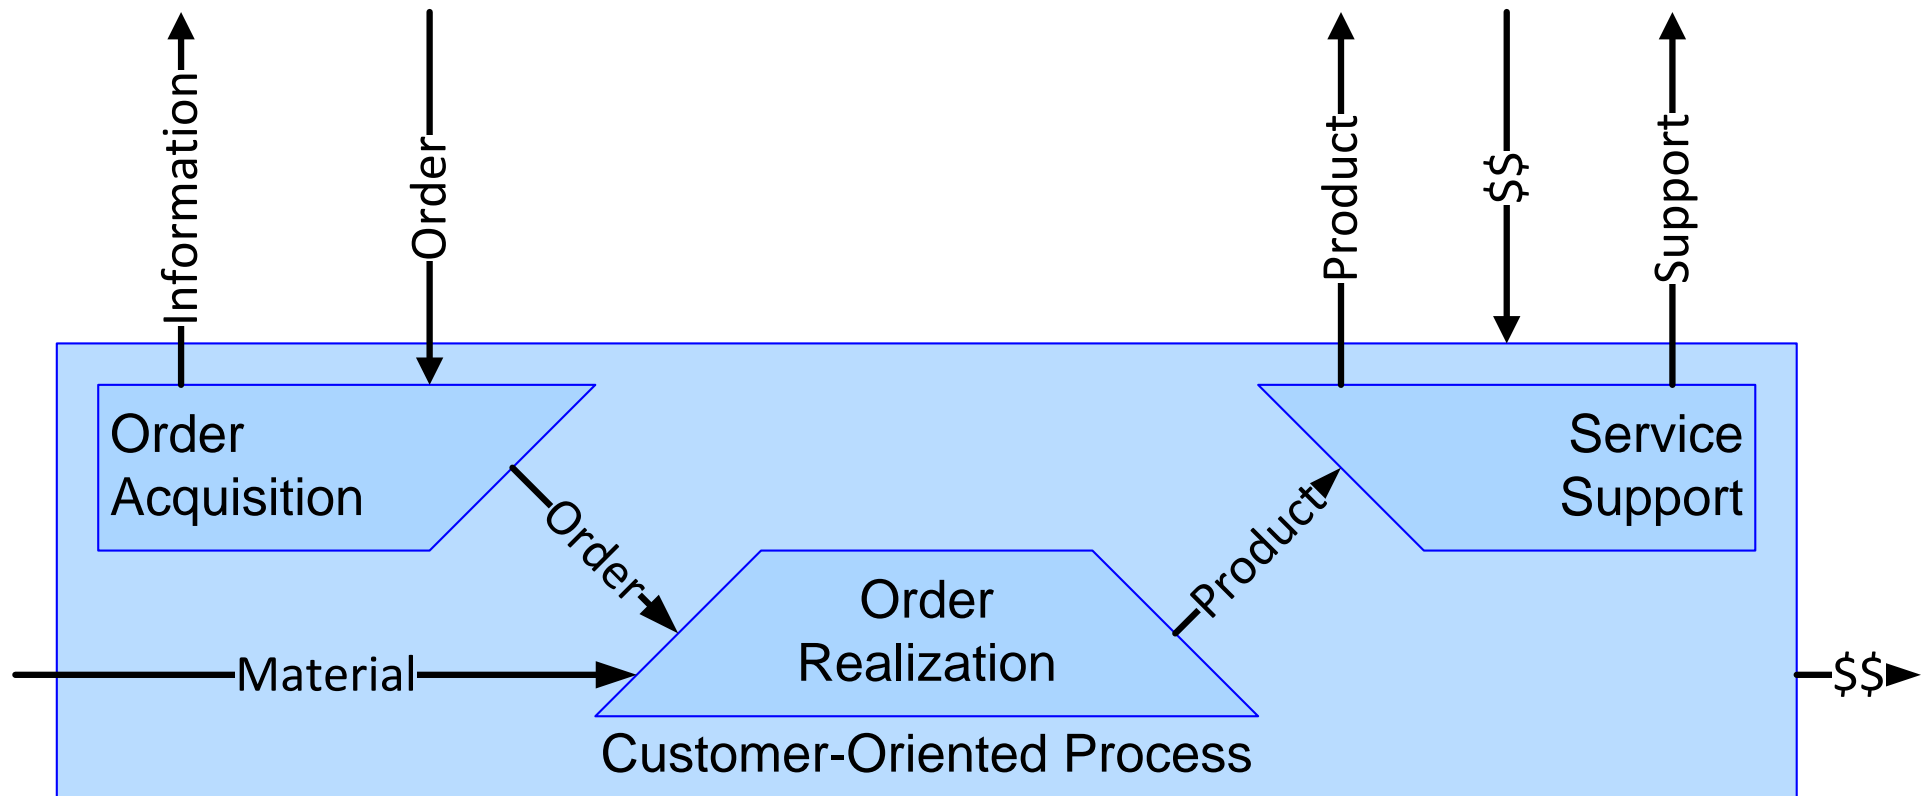 Information
Order
Product
$$
Support
Order
Acquisition
Service
Support
Order
Product
Order
Realization
Material
$$
Customer-Oriented Process